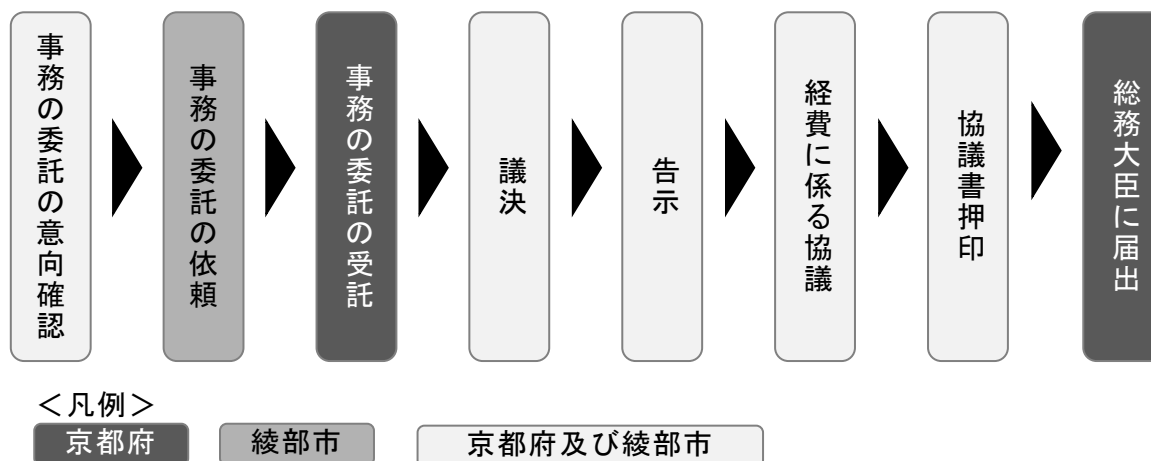 事務の委託の意向確認
事務の委託の依頼
事務の委託の受託
議決
告示
経費に係る協議
協議書押印
総務大臣に届出
＜凡例＞
京都府
綾部市
京都府及び綾部市